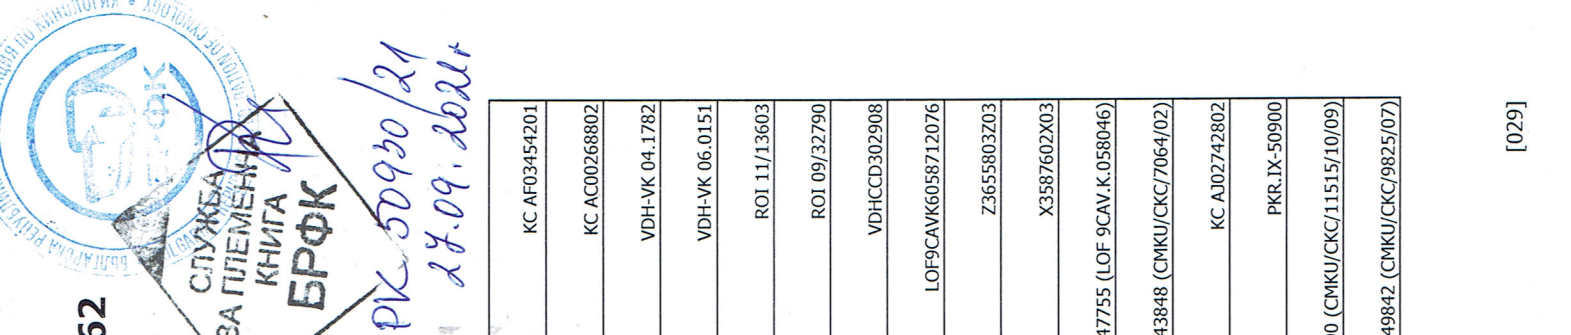 62
СЛУЖБА
ЗА ПЛЕМЕННА
КНИГА
БРФК
РК 50930/21
27.09.2021г
KC AF03454201
KC AC00268802
VDH-VK 04.1782
VDH-VK 06.0151
ROI 11/13603
ROI 09/32790
VDHCCD302908
LOF9CAVK6058712076
Z3655803Z03
X3587602X03
47755 (LOF 9CAV.K.058046)
43848 (CMKU/CKC/7064/02)
KC AJ02742802
PKR.IX-50900
0 (CMKU/CKC/11515/10/09)
49842 (CMKU/CKC/9825/07)
[029]